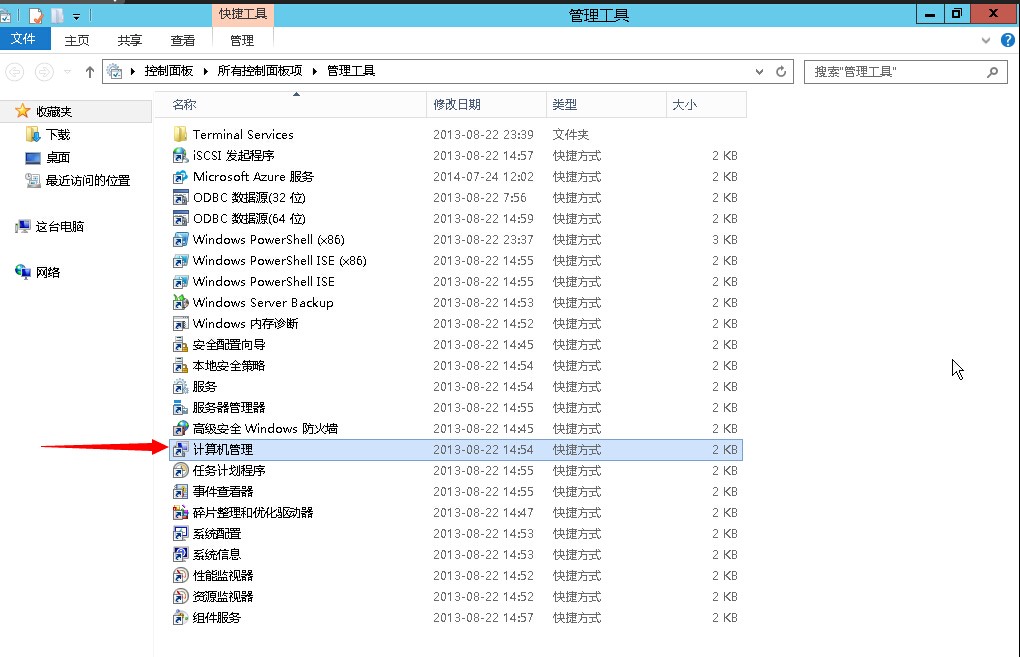 快捷工具
管理工具
文件 主页 共享 查看 管理
控制面板 所有控制面板项 管理工具
搜索"管理工具"
名称 修改日期 类型 大小
收藏夹
下载
桌面
最近访问的位置
这台电脑
网络
Terminal Services 2013-08-22 23:39 文件夹
iSCSI 发起程序 2013-08-22 14:57 快捷方式 2 KB
Microsoft Azure 服务 2014-07-24 12:02 快捷方式 2 KB
ODBC 数据源(32 位) 2013-08-22 7:56 快捷方式 2 KB
ODBC 数据源(64 位) 2013-08-22 14:59 快捷方式 2 KB
Windows PowerShell (x86) 2013-08-22 23:37 快捷方式 3 KB
Windows PowerShell ISE (x86) 2013-08-22 14:55 快捷方式 2 KB
Windows PowerShell ISE 2013-08-22 14:55 快捷方式 2 KB
Windows Server Backup 2013-08-22 14:53 快捷方式 2 KB
Windows 内存诊断 2013-08-22 14:52 快捷方式 2 KB
安全配置向导 2013-08-22 14:45 快捷方式 2 KB
本地安全策略 2013-08-22 14:54 快捷方式 2 KB
服务 2013-08-22 14:54 快捷方式 2 KB
服务器管理器 2013-08-22 14:55 快捷方式 2 KB
高级安全 Windows 防火墙 2013-08-22 14:45 快捷方式 2 KB
计算机管理 2013-08-22 14:54 快捷方式 2 KB
任务计划程序 2013-08-22 14:55 快捷方式 2 KB
事件查看器 2013-08-22 14:55 快捷方式 2 KB
碎片整理和优化驱动器 2013-08-22 14:47 快捷方式 2 KB
系统配置 2013-08-22 14:53 快捷方式 2 KB
系统信息 2013-08-22 14:53 快捷方式 2 KB
性能监视器 2013-08-22 14:52 快捷方式 2 KB
资源监视器 2013-08-22 14:52 快捷方式 2 KB
组件服务 2013-08-22 14:57 快捷方式 2 KB